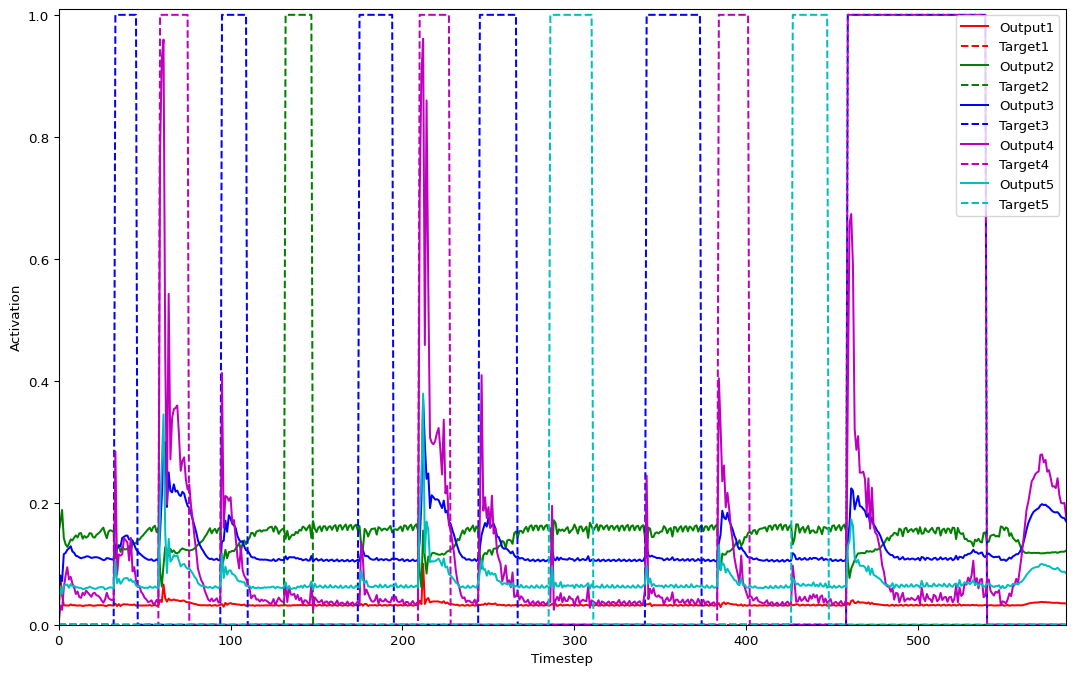 1.0
0.8
0.6
0.4
0.2
0.0
Activation
0 100 200 300 400 500
Timestep
Output1
Target1
Output2
Target2
Output3
Target3
Output4
Target4
Output5
Target5